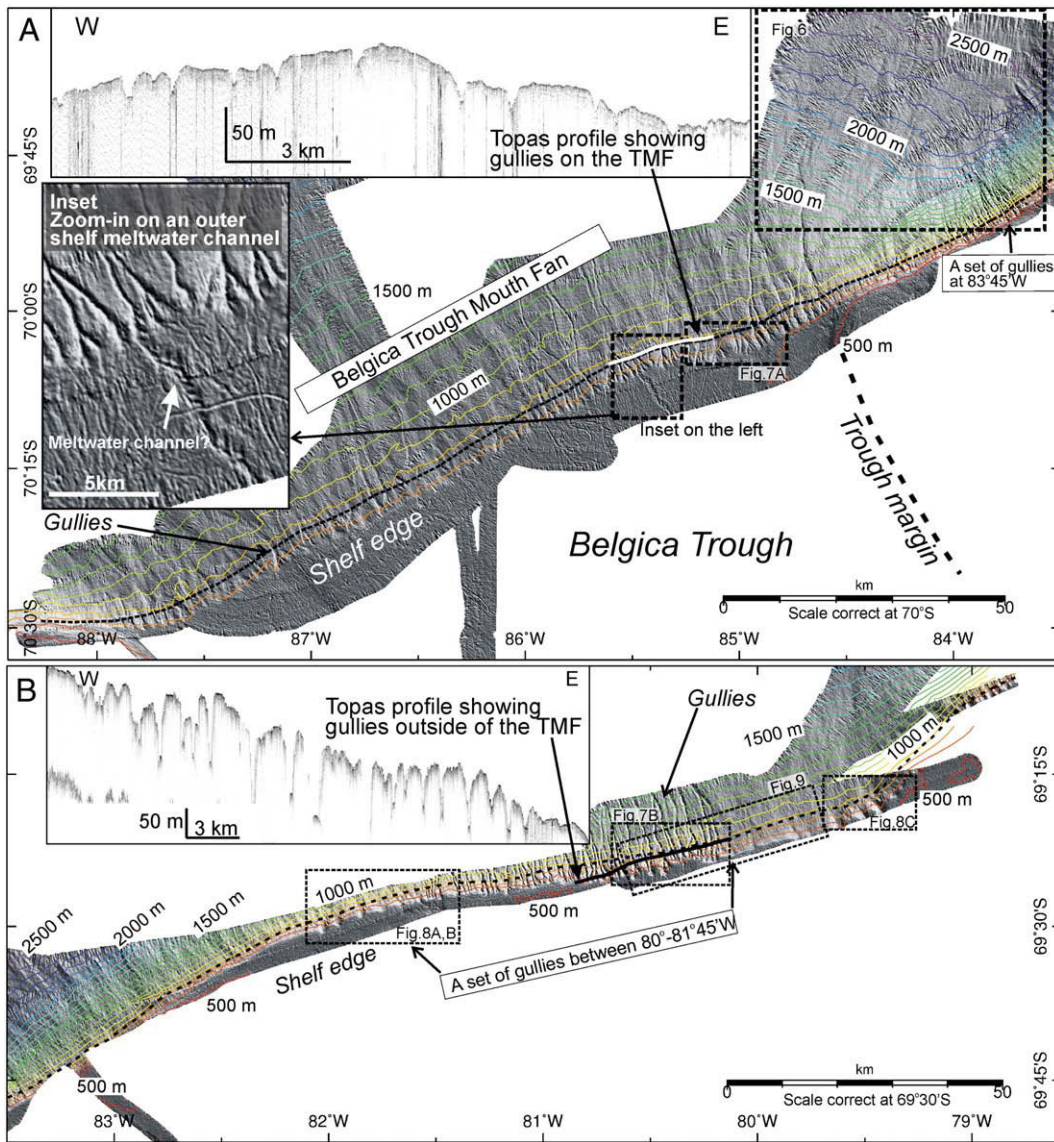 A
W
E
50 m
3 km
Topas profile showing
gullies on the TMF
Fig.6
2500 m
2000 m
1500 m
69°45'S
Inset
Zoom-in on an outer
shelf meltwater channel
Meltwater channel?
5km
1500 m
Belgica Trough Mouth Fan
A set of gullies
at 83°45'W
70°00'S
500 m
Fig.7A
1000 m
Inset on the left
70°15'S
Gullies
Shelf edge
Belgica Trough
Trough margin
km
0
50
Scale correct at 70°S
70°30'S
88°W
87°W
86°W
85°W
84°W
B
W
E
Topas profile showing
gullies outside of the TMF
50 m
3 km
Gullies
1500 m
1000 m
69°15'S
Fig.9
Fig.7B
500 m
Fig.8C
1000 m
500 m
2500 m
2000 m
1500 m
Fig.8A,B
69°30'S
A set of gullies between 80°-81°45'W
Shelf edge
500 m
500 m
km
0
50
Scale correct at 69°30'S
69°45'S
83°W
82°W
81°W
80°W
79°W